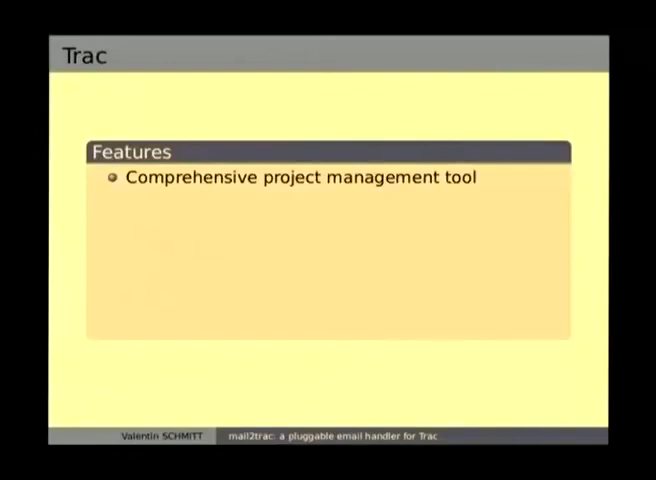 Trac
Features
Comprehensive project management tool
Valentin SCHMITT
mail2trac: a pluggable email handler for Trac